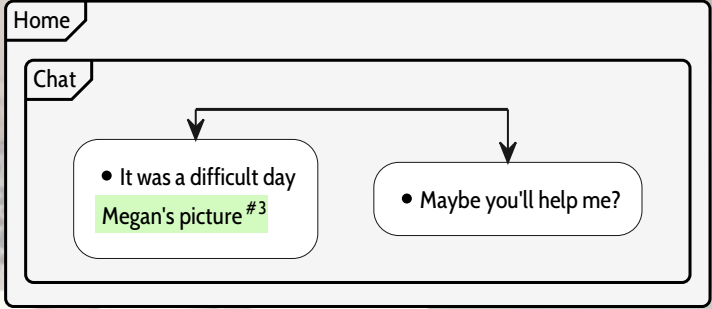 Home
Chat
• It was a difficult day
Megan's picture #3
• Maybe you'll help me?